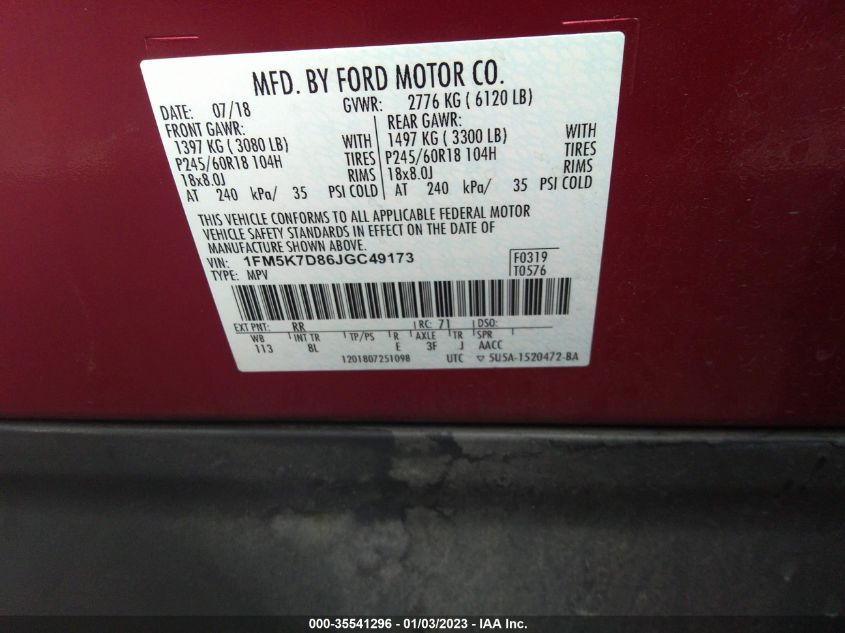 MFD. BY FORD MOTOR CO.
DATE: 07/18 GVWR: 2776 KG ( 6120 LB)
FRONT GAWR: REAR GAWR:
1397 KG ( 3080 LB) WITH 1497 KG ( 3300 LB) WITH
P245/60R18 104H TIRES P245/60R18 104H TIRES
18x8.0J RIMS 18x8.0J RIMS
AT 240 kPa/ 35 PSI COLD AT 240 kPa/ 35 PSI COLD
THIS VEHICLE CONFORMS TO ALL APPLICABLE FEDERAL MOTOR
VEHICLE SAFETY STANDARDS IN EFFECT ON THE DATE OF
MANUFACTURE SHOWN ABOVE.
VIN: 1FM5K7D86JGC49173 F0319
TYPE: MPV T0576
EXT PNT: RR RC: 71 DSO:
WB INT TR TP/PS R AXLE TR SPR
113 8L E 3F J AACC
1201807251098 UTC ▽ 5U5A-1520472-BA
000-35541296 - 01/03/2023 - IAA Inc.